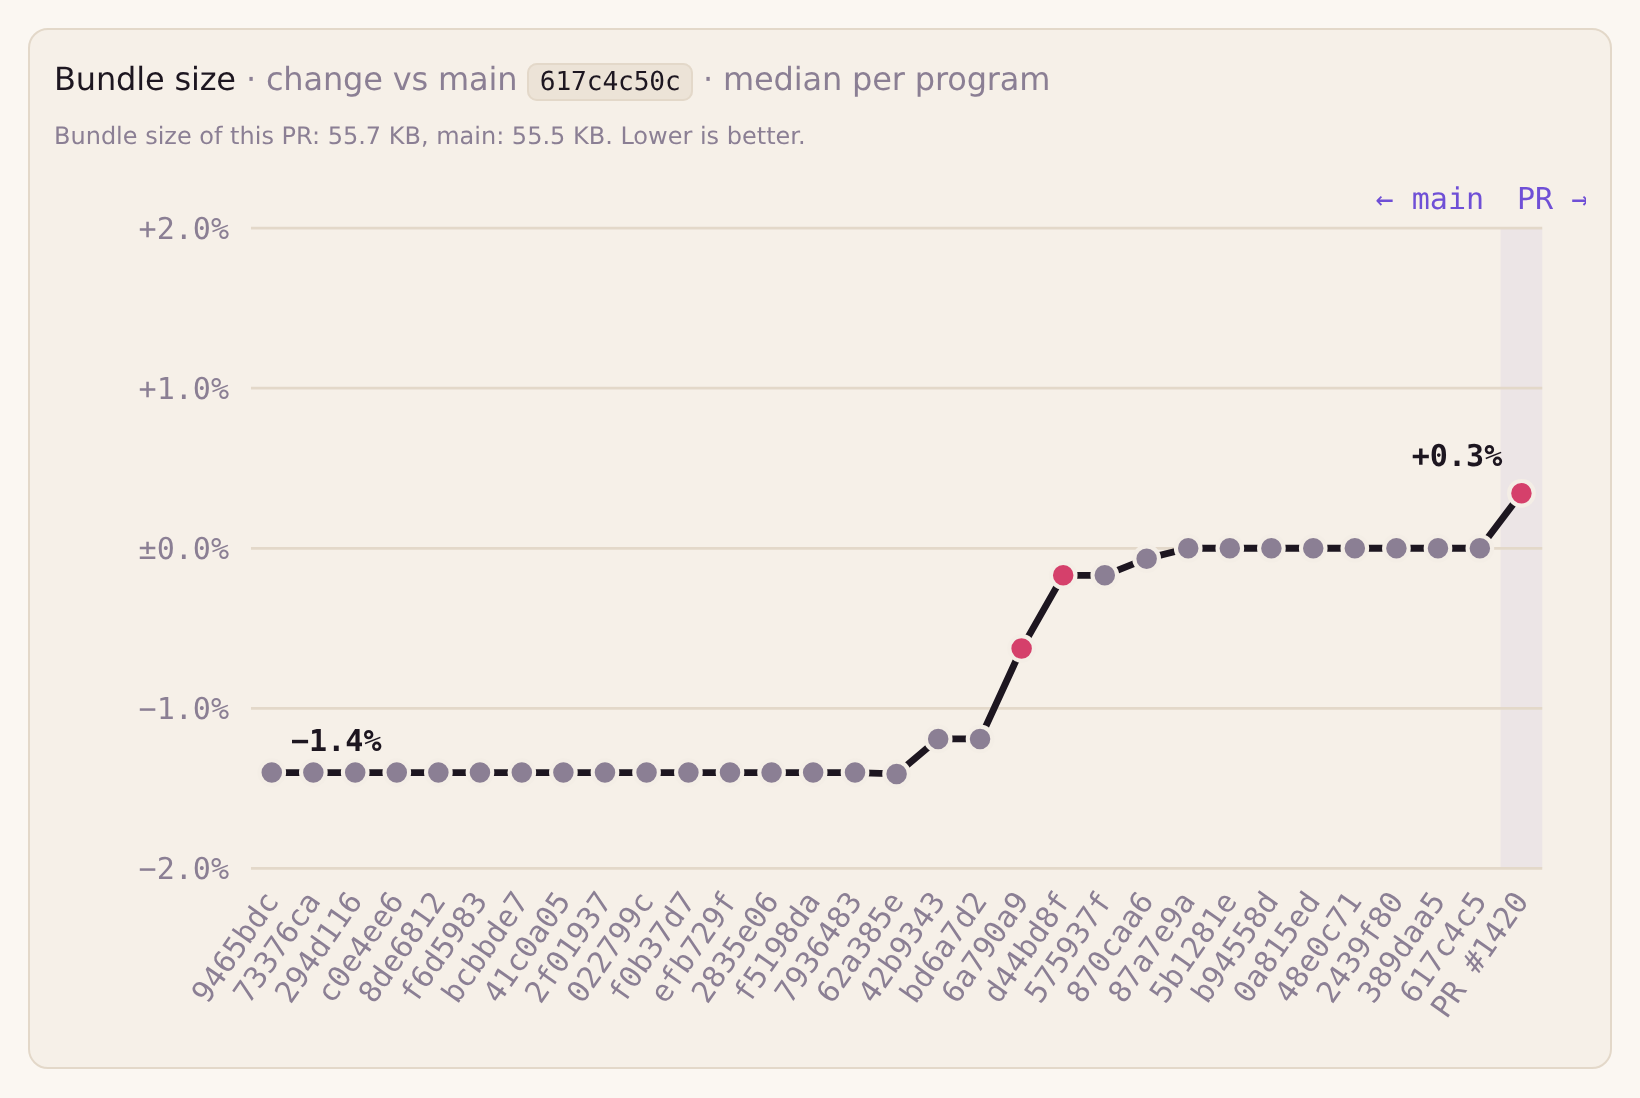 Bundle size · change vs main 617c4c50c · median per program
Bundle size of this PR: 55.7 KB, main: 55.5 KB. Lower is better.
← main PR →
+2.0%
+1.0%
+0.3%
±0.0%
−1.0%
−1.4%
−2.0%
9465bdc
73376ca
294d116
c0e4ee6
8de6812
f6d5983
bcbbde7
41c0a05
2f01937
022799c
f0b37d7
efb729f
2835e06
f5198da
7936483
62a385e
42b9343
bd6a7d2
6a790a9
d44bd8f
575937f
870caa6
87a7e9a
5b1281e
b94558d
0a815ed
48e0c71
2439f80
389daa5
617c4c5
PR #1420